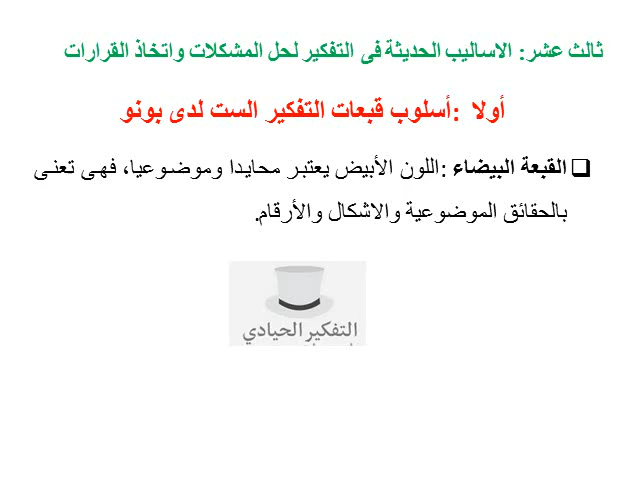 ثالث عشر: الاساليب الحديثة فى التفكير لحل المشكلات واتخاذ القرارات
أولا :أسلوب قبعات التفكير الست لدى بونو
❑ القبعة البيضاء :اللون الأبيض يعتبر محايدا وموضوعيا، فهى تعنى
بالحقائق الموضوعية والاشكال والأرقام.
التفكير الحيادي